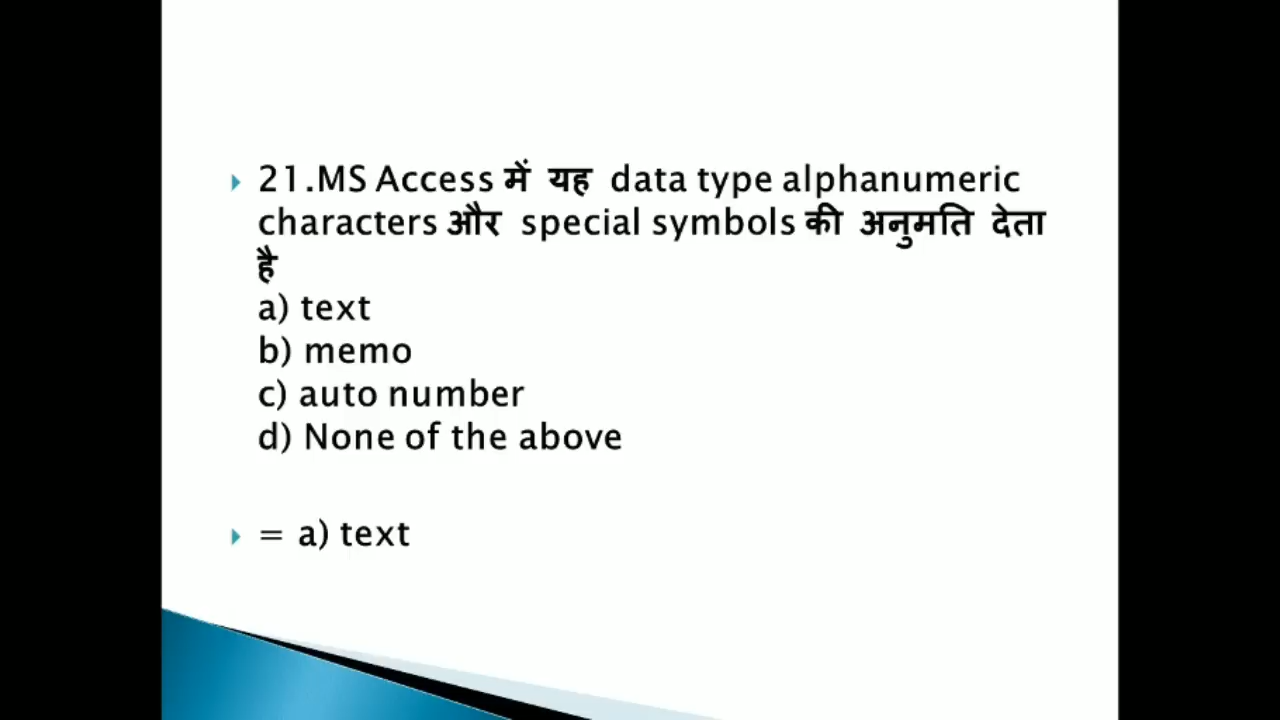 21.MS Access में यह data type alphanumeric
characters और special symbols की अनुमति देता
है
a) text
b) memo
c) auto number
d) None of the above
= a) text